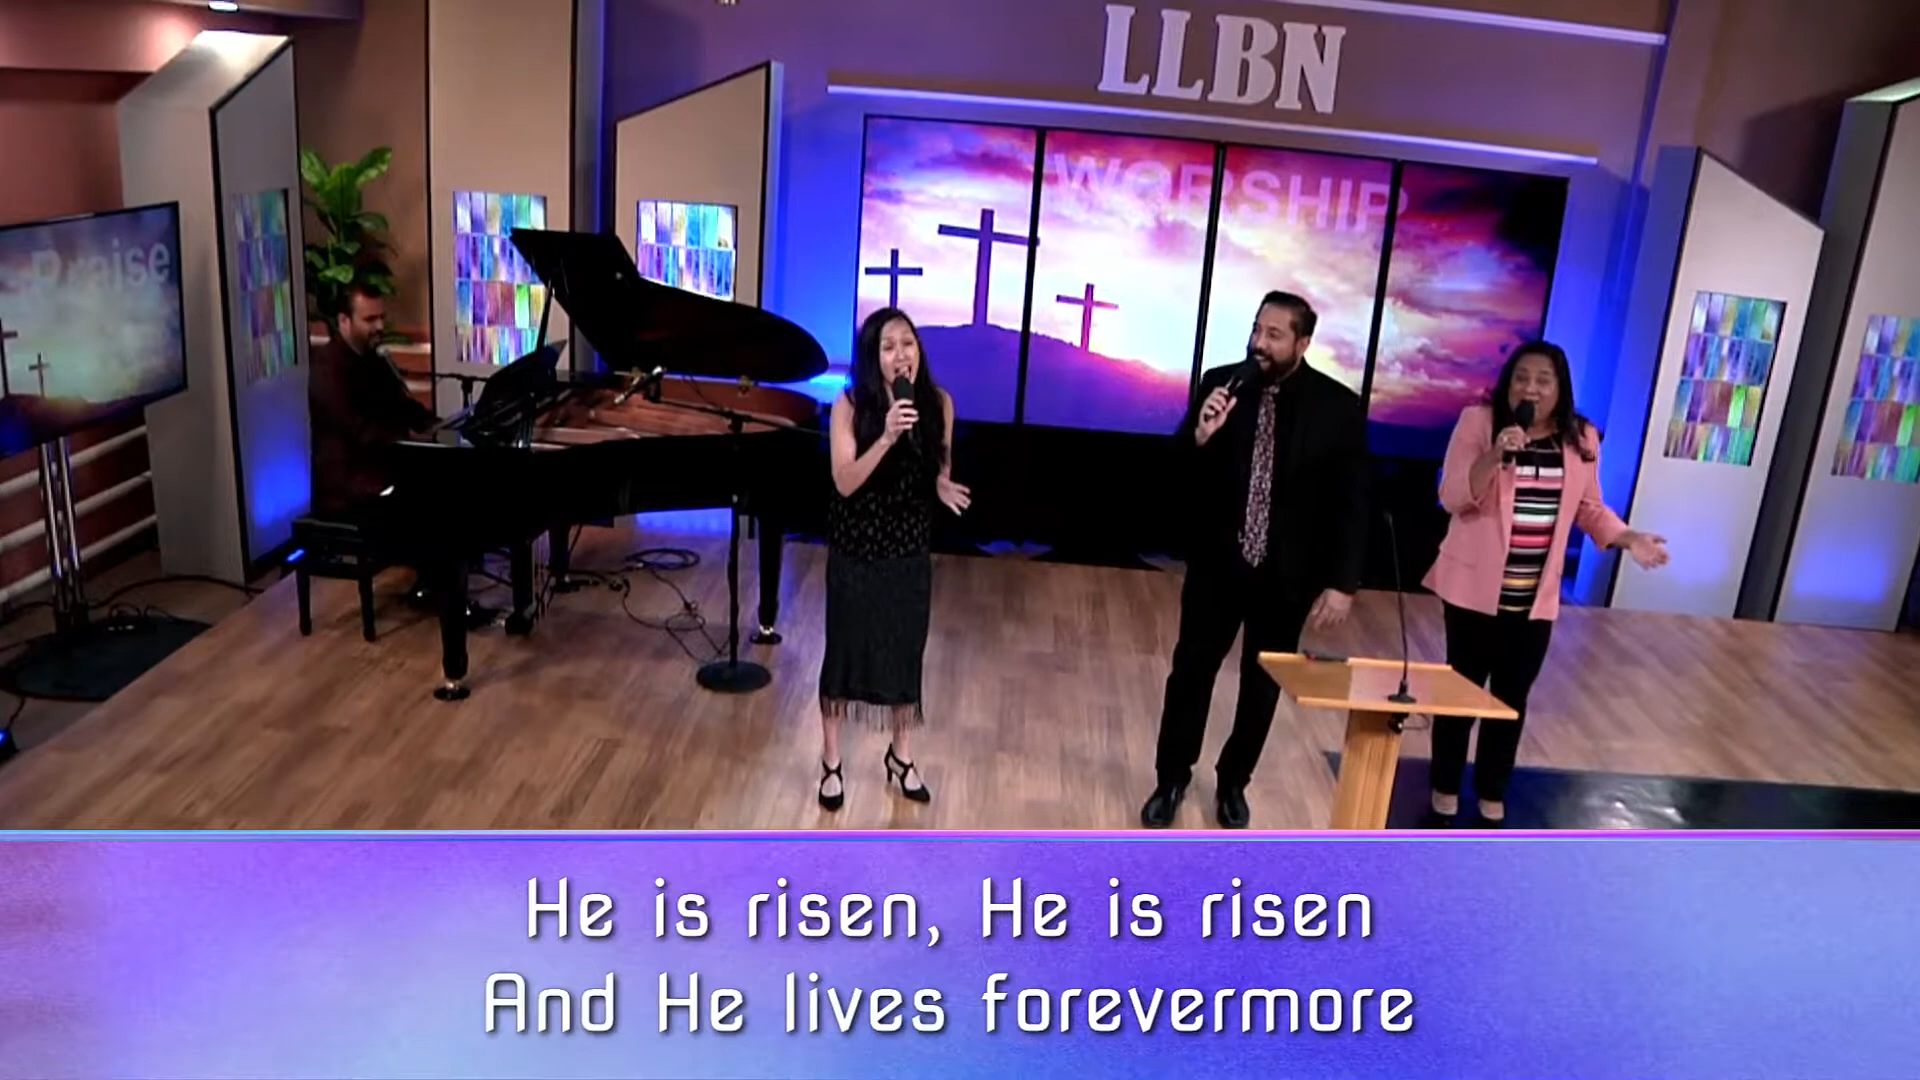 LLBN
WORSHIP
Praise
He is risen, He is risen
And He lives forevermore